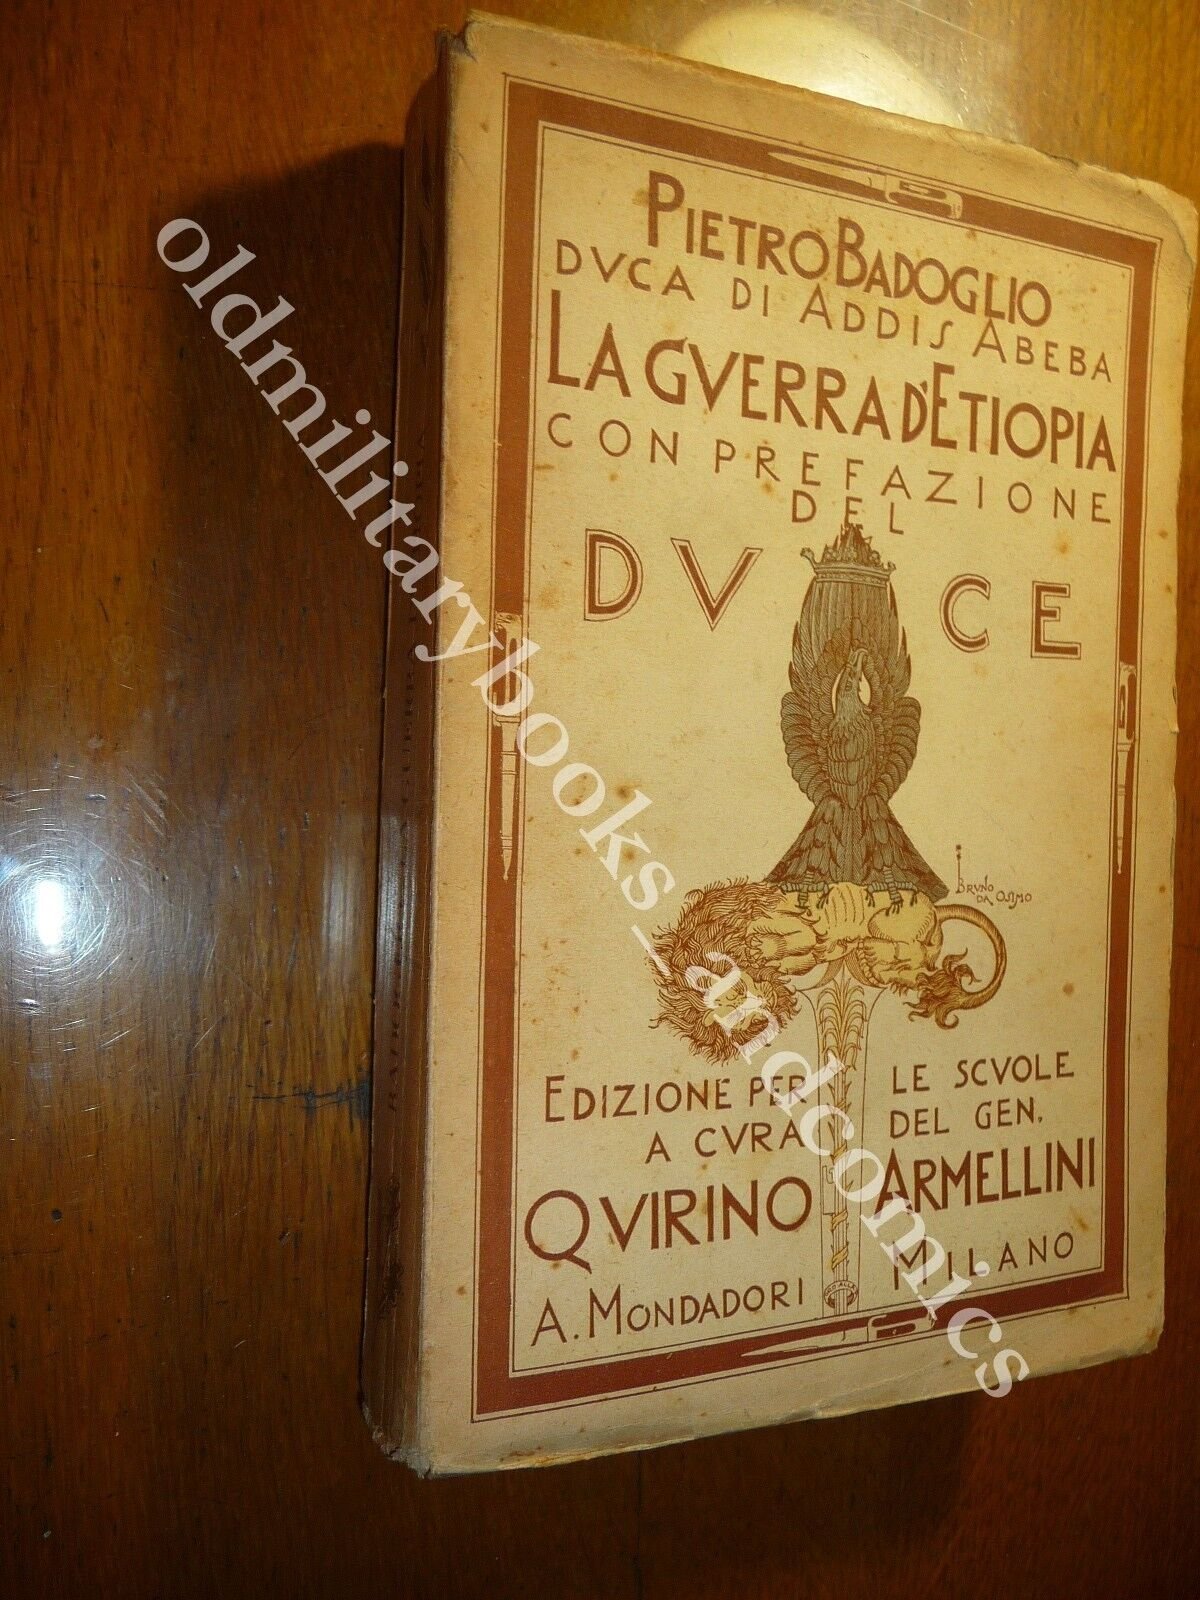 PIETRO BADOGLIO
DVCA DI ADDIS ABEBA
LA GVERRA D'ETIOPIA
CON PREFAZIONE
DEL
DVCE
BRVNO
DA OSIMO
EDIZIONE PER LE SCVOLE
A CVRA DEL GEN.
QVIRINO ARMELLINI
A. MONDADORI MILANO
oldmilitarybooks_andcomics